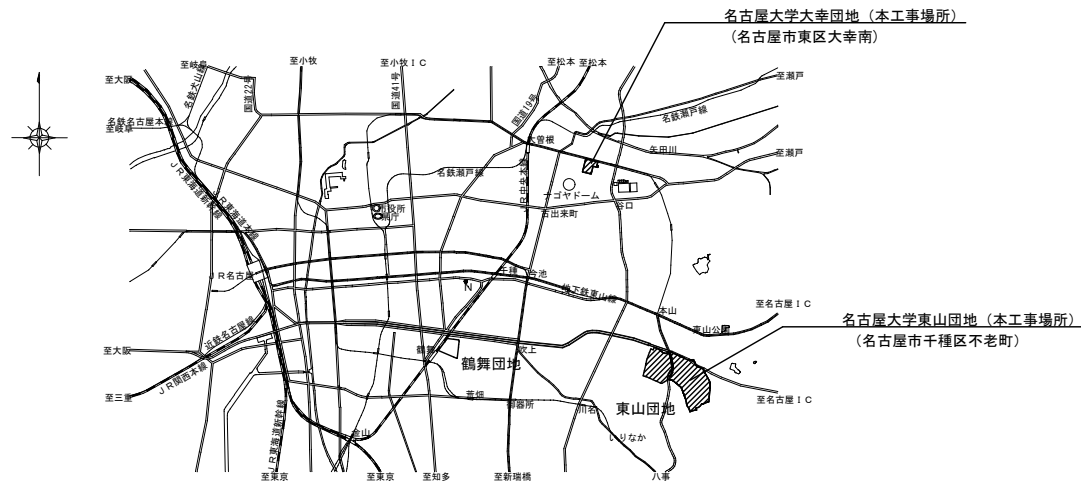 名古屋大学大幸団地（本工事場所）
（名古屋市東区大幸南）
至岐阜
至小牧
至小牧ＩＣ
至松本
至松本
至大阪
至瀬戸
名鉄犬山線
国道22号
国道41号
国道19号
名鉄瀬戸線
名鉄名古屋本線
至岐阜
大曽根
矢田川
至瀬戸
名鉄瀬戸線
ＪＲ中央本線
ナゴヤドーム
ＪＲ東海道新幹線
ＪＲ東海道本線
市役所
県庁
古出来町
谷口
ＪＲ名古屋
千種
今池
地下鉄東山線
N
本山
至名古屋ＩＣ
東山公園
近鉄名古屋線
名古屋大学東山団地（本工事場所）
（名古屋市千種区不老町）
至大阪
鶴舞
吹上
鶴舞団地
ＪＲ関西本線
至三重
荒畑
御器所
川名
東山団地
至名古屋ＩＣ
金山
いりなか
ＪＲ東海道新幹線
至東京
至東京
至知多
至新瑞橋
八事